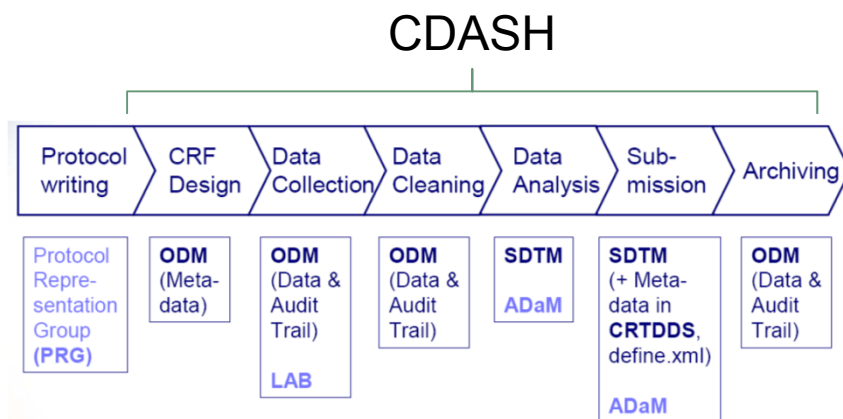 CDASH
Protocol
writing
CRF
Design
Data
Collection
Data
Cleaning
Data
Analysis
Sub-
mission
Archiving
Protocol
Repre-
sentation
Group
(PRG)
ODM
(Meta-
data)
ODM
(Data &
Audit
Trail)
LAB
ODM
(Data &
Audit
Trail)
SDTM
ADaM
SDTM
(+ Meta-
data in
CRTDDS,
define.xml)
ADaM
ODM
(Data &
Audit
Trail)